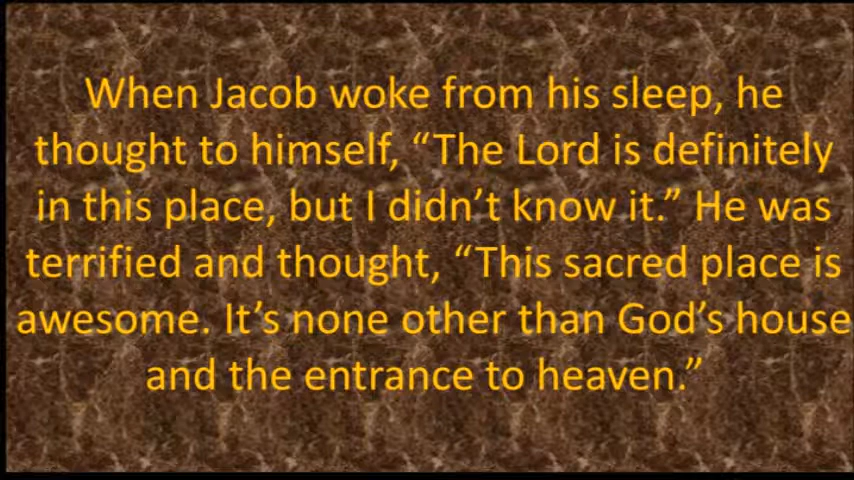 When Jacob woke from his sleep, he
thought to himself, “The Lord is definitely
in this place, but I didn’t know it.” He was
terrified and thought, “This sacred place is
awesome. It’s none other than God’s house
and the entrance to heaven.”